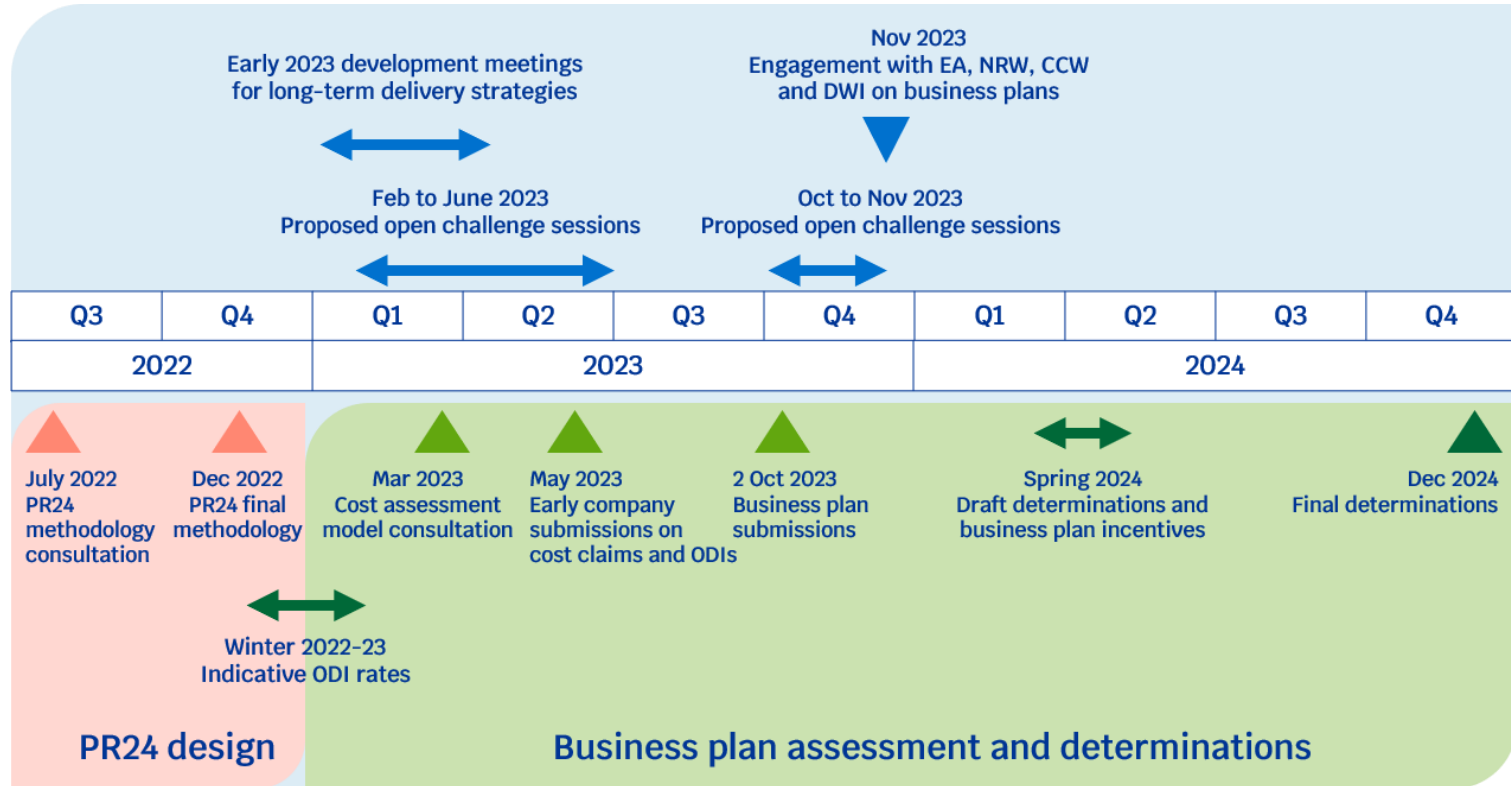 Early 2023 development meetings
for long-term delivery strategies
Nov 2023
Engagement with EA, NRW, CCW
and DWI on business plans
Feb to June 2023
Proposed open challenge sessions
Oct to Nov 2023
Proposed open challenge sessions
Q3 Q4 Q1 Q2 Q3 Q4 Q1 Q2 Q3 Q4
2022 2023 2024
July 2022
PR24
methodology
consultation
Dec 2022
PR24 final
methodology
Mar 2023
Cost assessment
model consultation
May 2023
Early company
submissions on
cost claims and ODIs
2 Oct 2023
Business plan
submissions
Spring 2024
Draft determinations and
business plan incentives
Dec 2024
Final determinations
Winter 2022-23
Indicative ODI rates
PR24 design
Business plan assessment and determinations